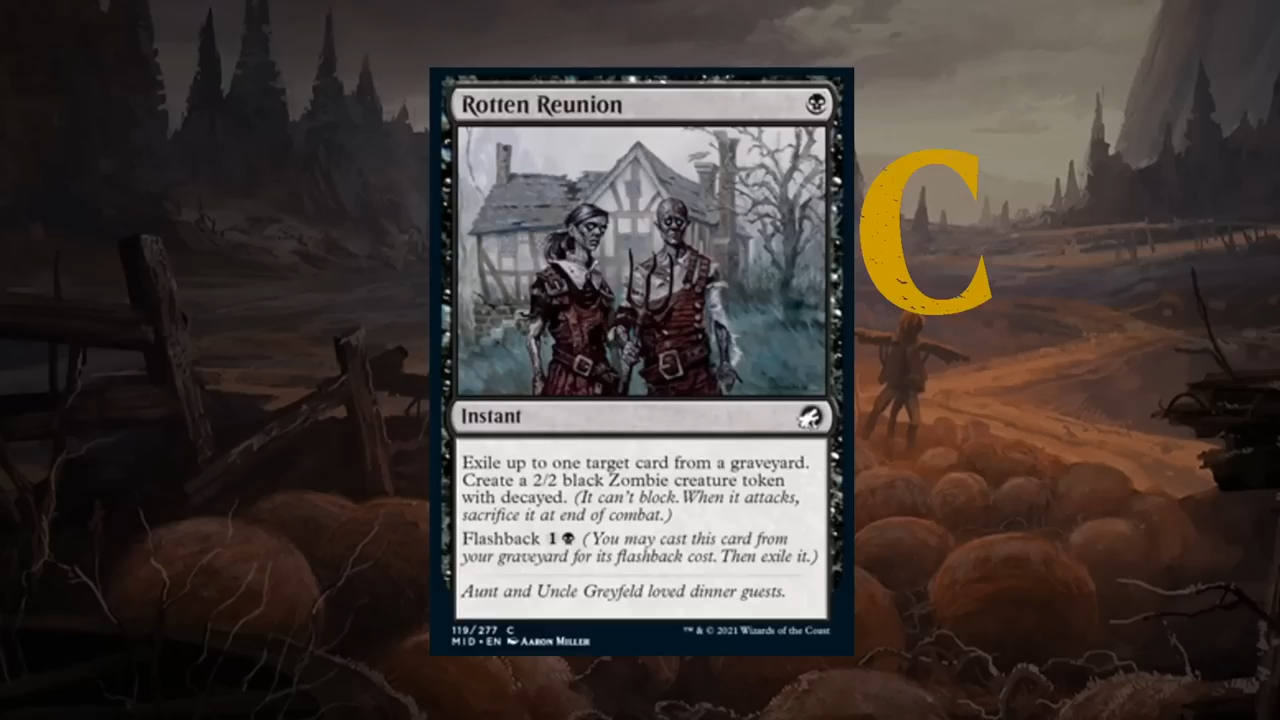 Rotten Reunion
C
Instant
Exile up to one target card from a graveyard.
Create a 2/2 black Zombie creature token
with decayed. (It can't block. When it attacks,
sacrifice it at end of combat.)
Flashback 1 (You may cast this card from
your graveyard for its flashback cost. Then exile it.)
Aunt and Uncle Greyfeld loved dinner guests.
119/277 C
MID • EN AARON MILLER
™ & © 2021 Wizards of the Coast